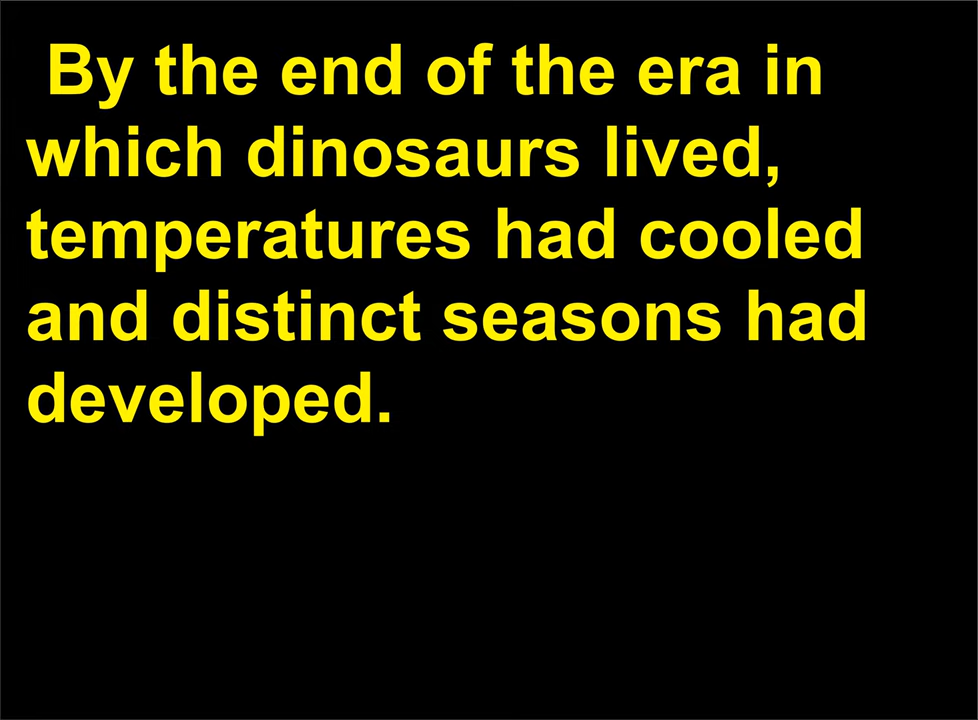 By the end of the era in
which dinosaurs lived,
temperatures had cooled
and distinct seasons had
developed.